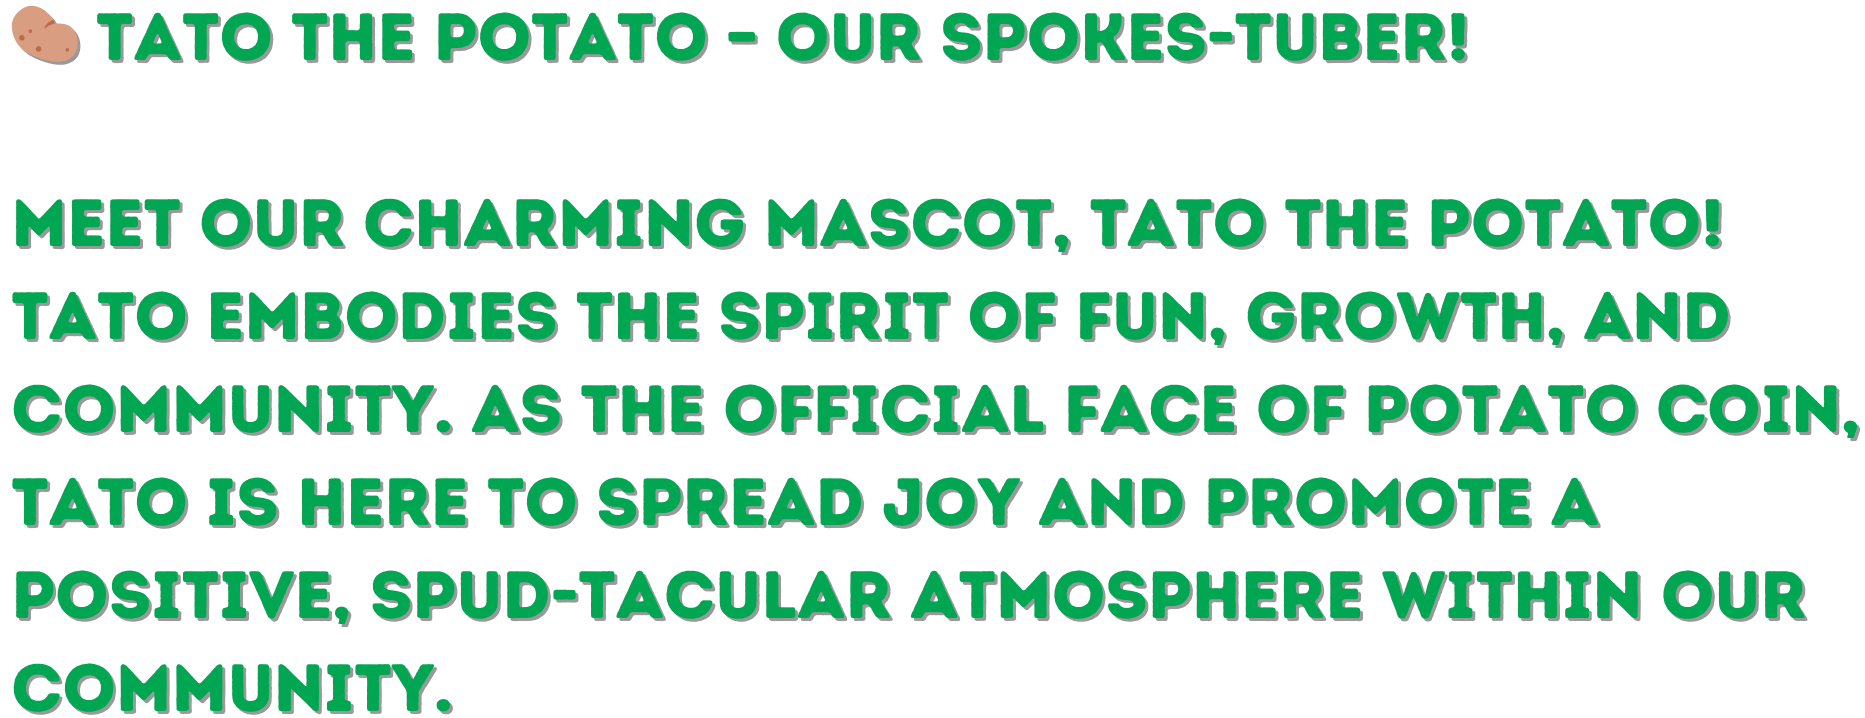 🥔 TATO THE POTATO – OUR SPOKES-TUBER!
MEET OUR CHARMING MASCOT, TATO THE POTATO!
TATO EMBODIES THE SPIRIT OF FUN, GROWTH, AND
COMMUNITY. AS THE OFFICIAL FACE OF POTATO COIN,
TATO IS HERE TO SPREAD JOY AND PROMOTE A
POSITIVE, SPUD-TACULAR ATMOSPHERE WITHIN OUR
COMMUNITY.